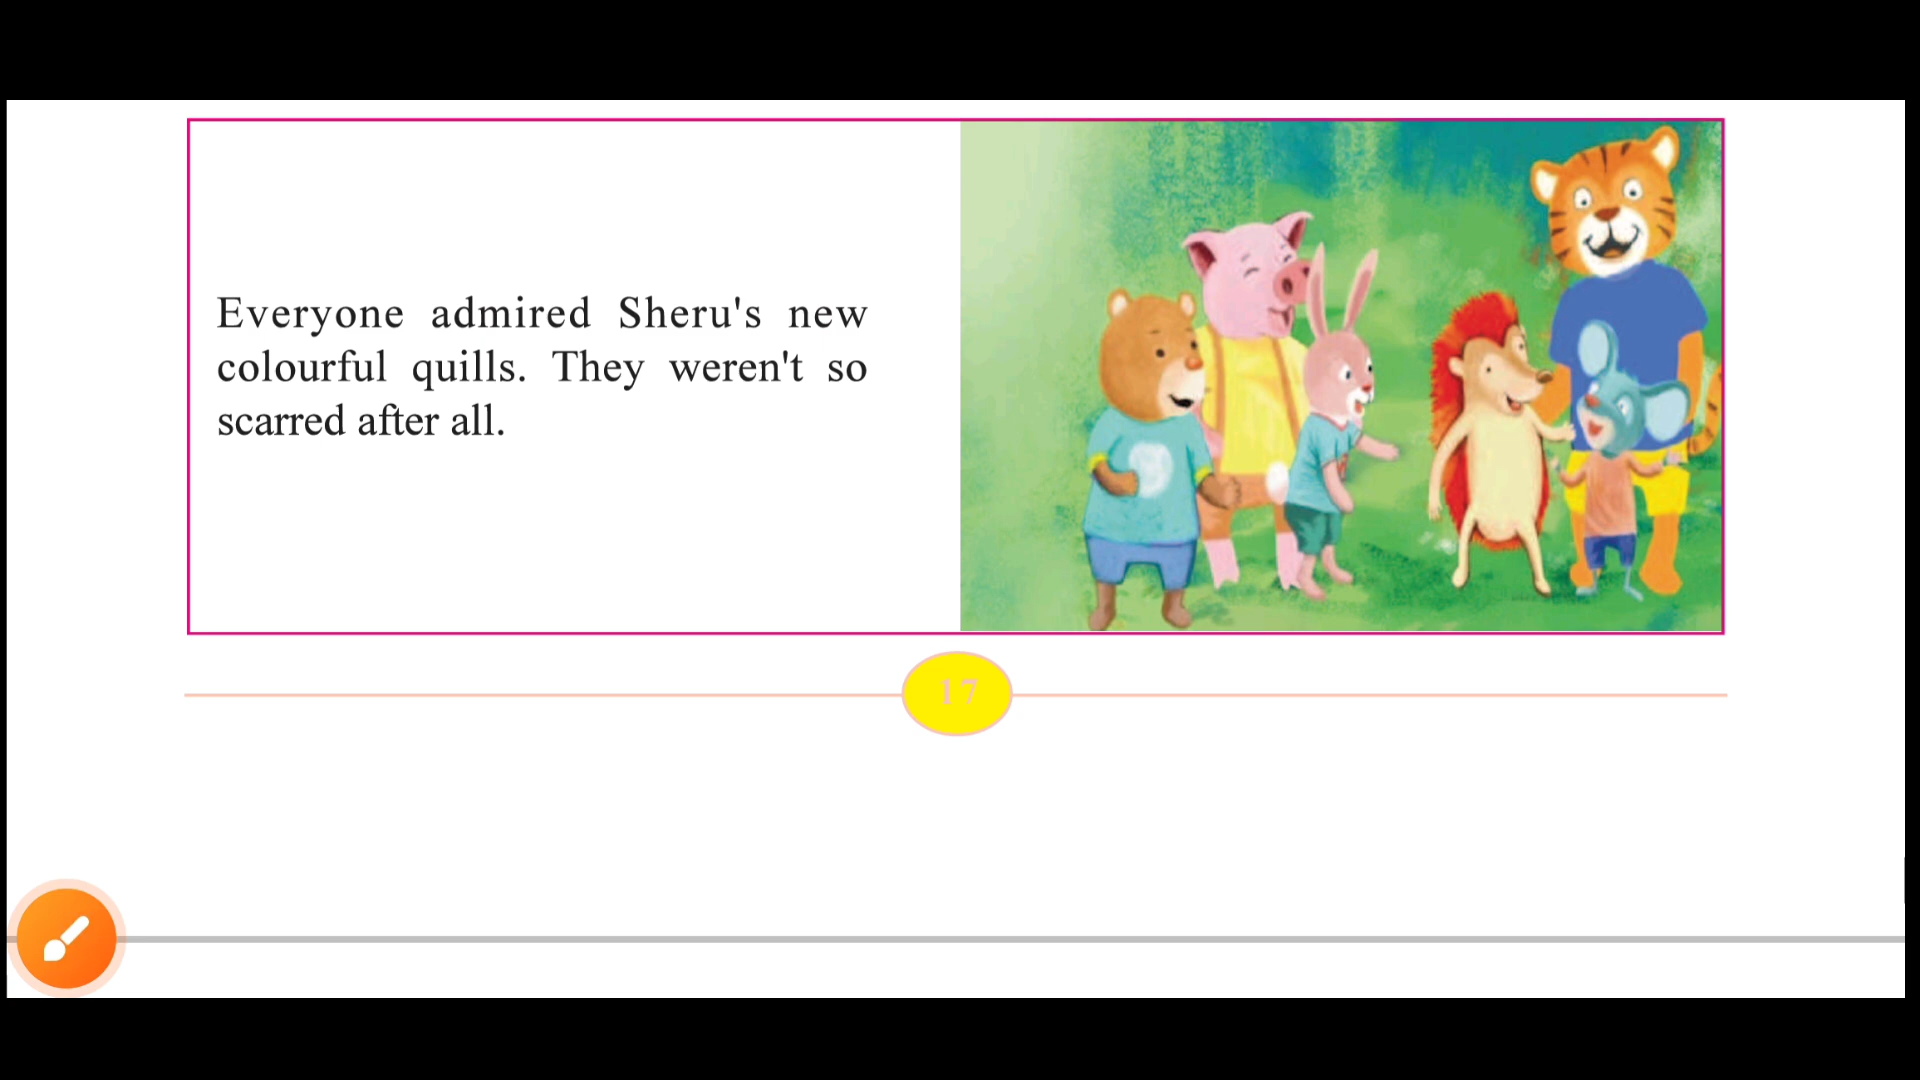 Everyone admired Sheru's new
colourful quills. They weren't so
scarred after all.
17